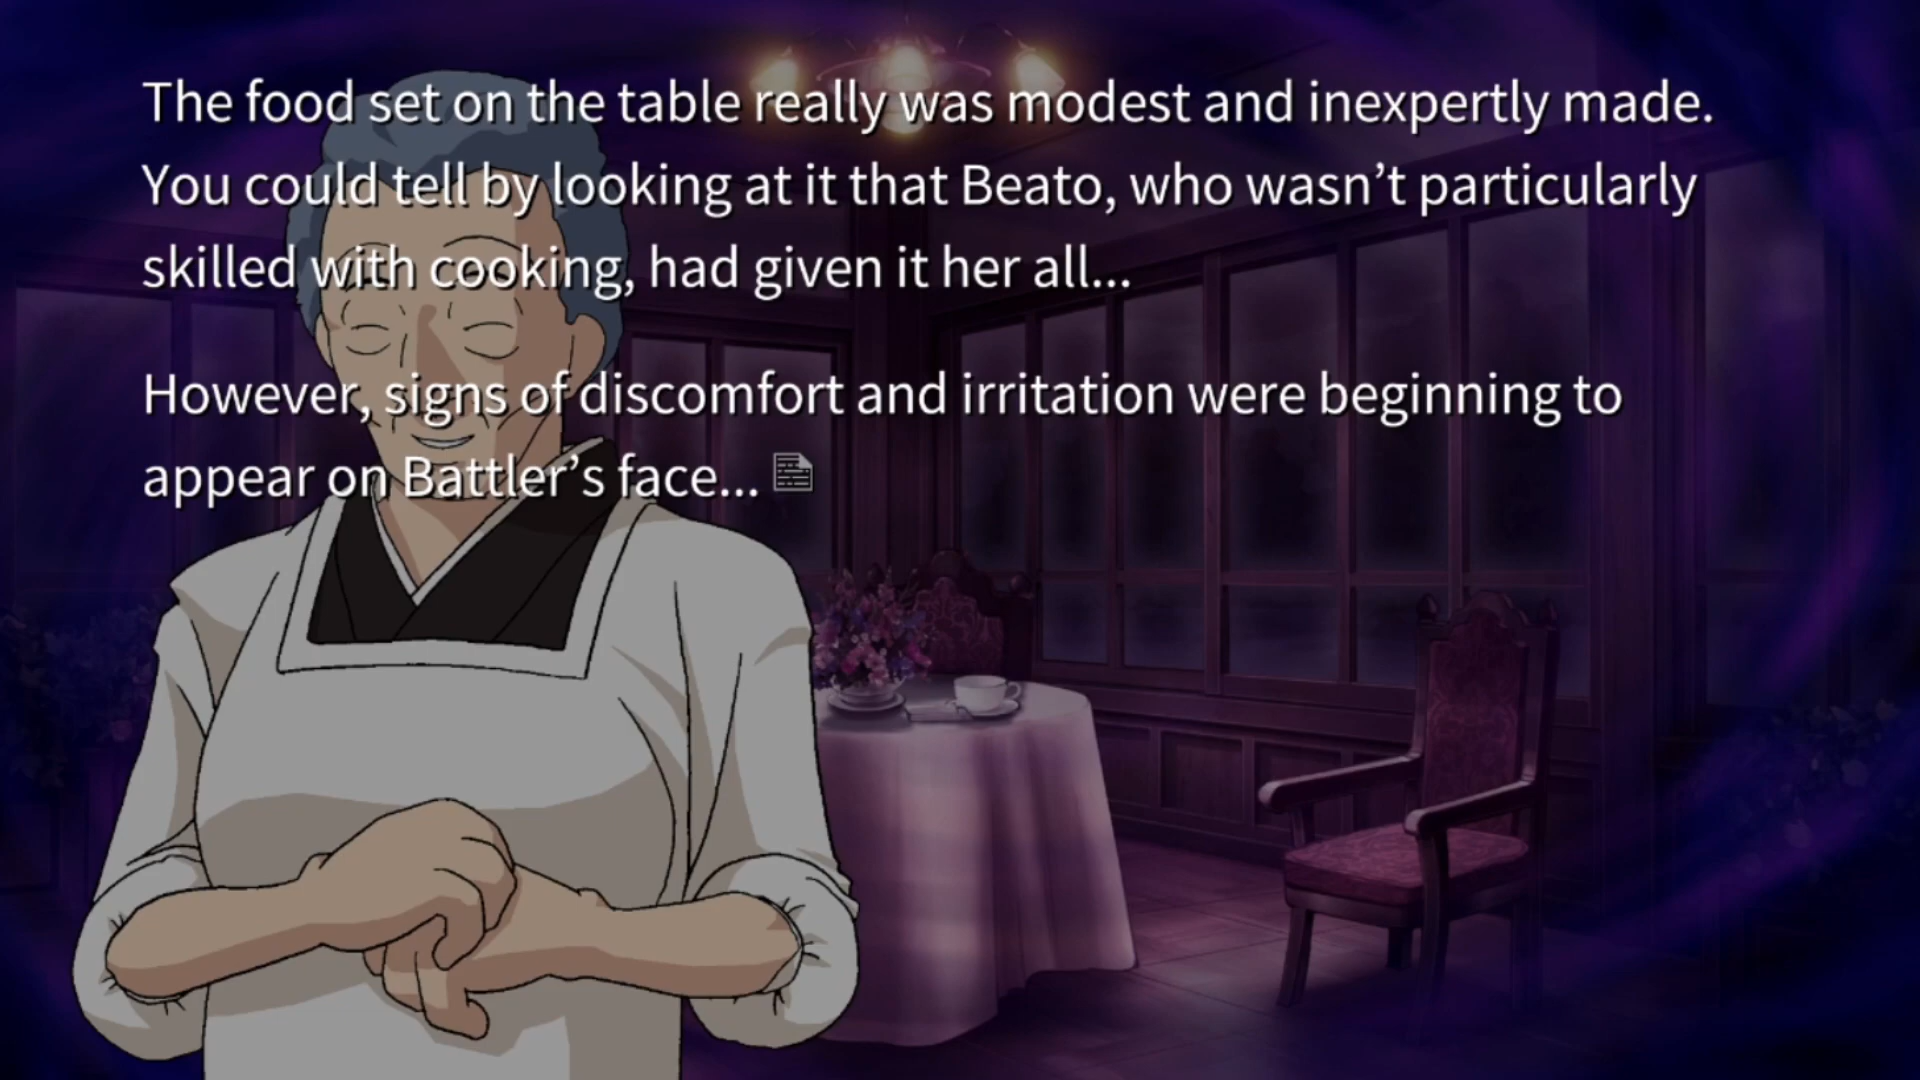 The food set on the table really was modest and inexpertly made.
You could tell by looking at it that Beato, who wasn’t particularly
skilled with cooking, had given it her all...
However, signs of discomfort and irritation were beginning to
appear on Battler’s face...